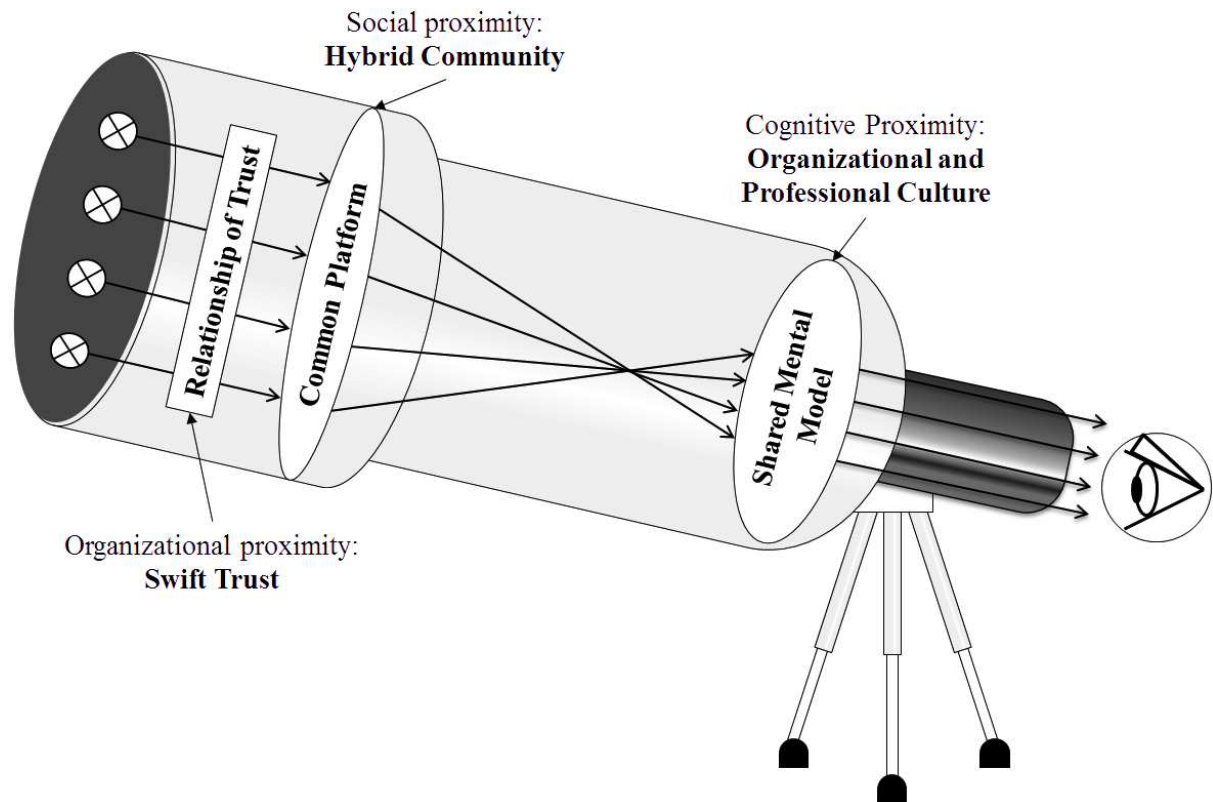 Social proximity:
Hybrid Community
Cognitive Proximity:
Organizational and
Professional Culture
Relationship of Trust
Common Platform
Shared Mental
Model
Organizational proximity:
Swift Trust